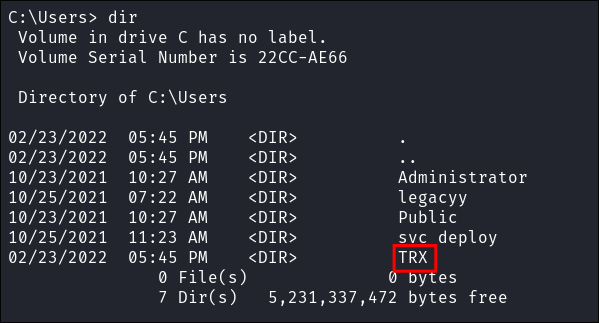 C:\Users> dir
 Volume in drive C has no label.
 Volume Serial Number is 22CC-AE66

 Directory of C:\Users

02/23/2022  05:45 PM    <DIR>          .
02/23/2022  05:45 PM    <DIR>          ..
10/23/2021  10:27 AM    <DIR>          Administrator
10/25/2021  07:22 AM    <DIR>          legacyy
10/23/2021  10:27 AM    <DIR>          Public
10/25/2021  11:23 AM    <DIR>          svc_deploy
02/23/2022  05:45 PM    <DIR>          TRX
               0 File(s)              0 bytes
               7 Dir(s)   5,231,337,472 bytes free